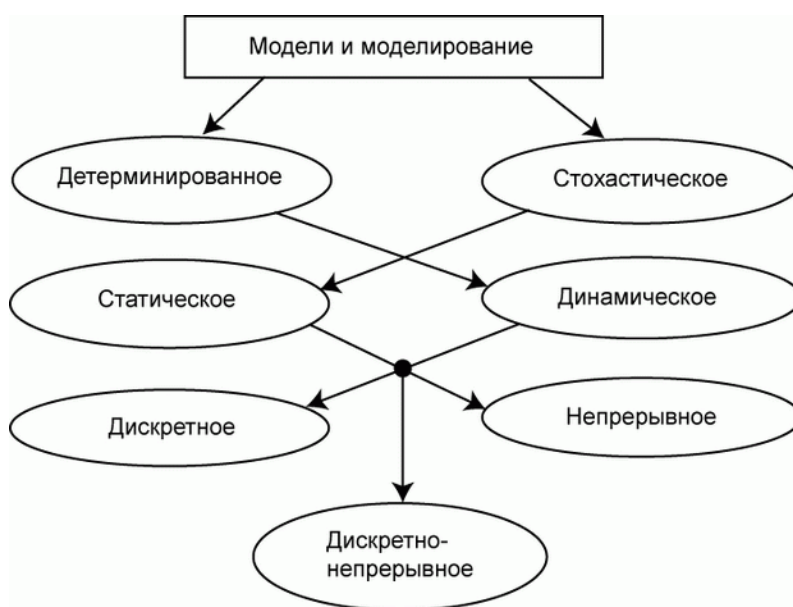 Модели и моделирование
Детерминированное
Стохастическое
Статическое
Динамическое
Дискретное
Непрерывное
Дискретно-
непрерывное